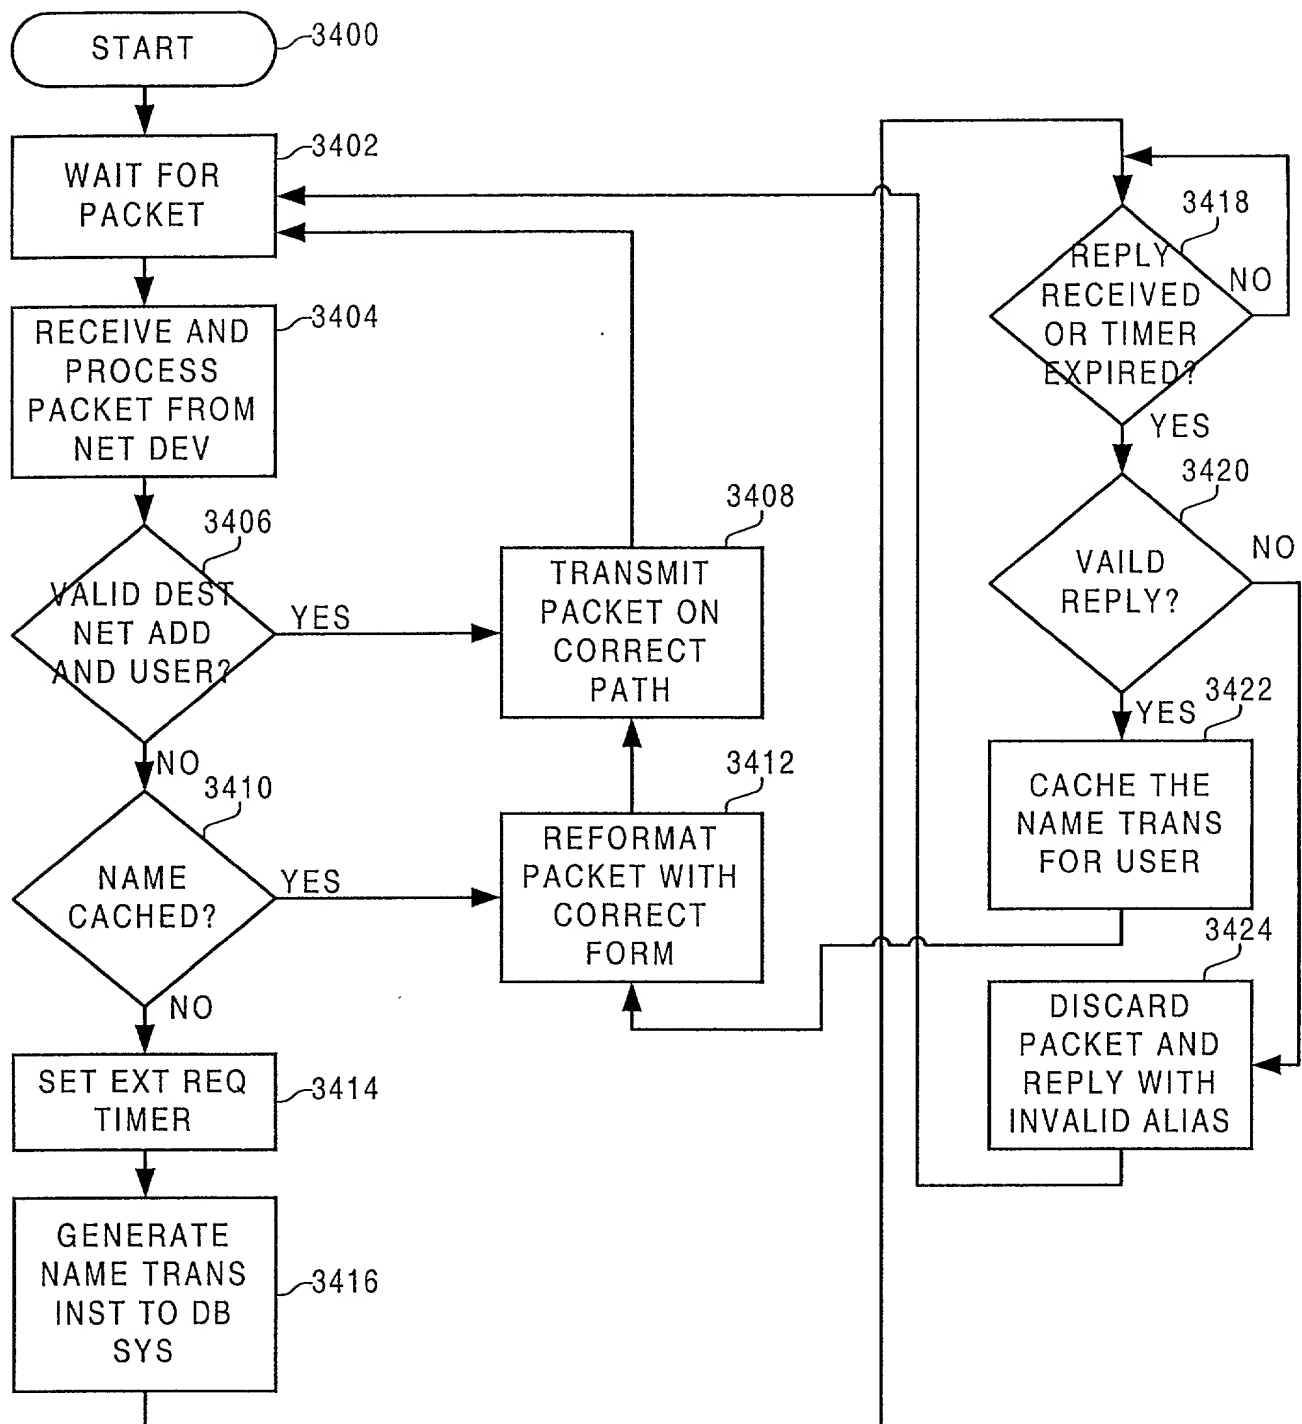 START
3400
WAIT FOR
PACKET
3402
RECEIVE AND
PROCESS
PACKET FROM
NET DEV
3404
3406
VALID DEST
NET ADD
AND USER?
YES
NO
3408
TRANSMIT
PACKET ON
CORRECT
PATH
3410
NAME
CACHED?
YES
NO
3412
REFORMAT
PACKET WITH
CORRECT
FORM
SET EXT REQ
TIMER
3414
GENERATE
NAME TRANS
INST TO DB
SYS
3416
3418
REPLY
RECEIVED
OR TIMER
EXPIRED?
NO
YES
3420
VAILD
REPLY?
NO
YES
3422
CACHE THE
NAME TRANS
FOR USER
3424
DISCARD
PACKET AND
REPLY WITH
INVALID ALIAS